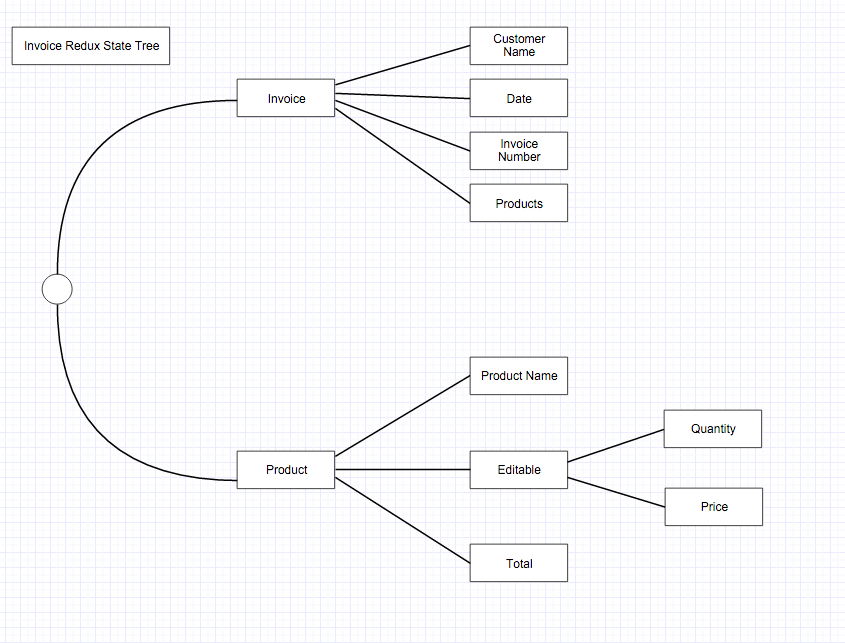 Invoice Redux State Tree
Customer
Name
Invoice
Date
Invoice
Number
Products
Product Name
Quantity
Product
Editable
Price
Total